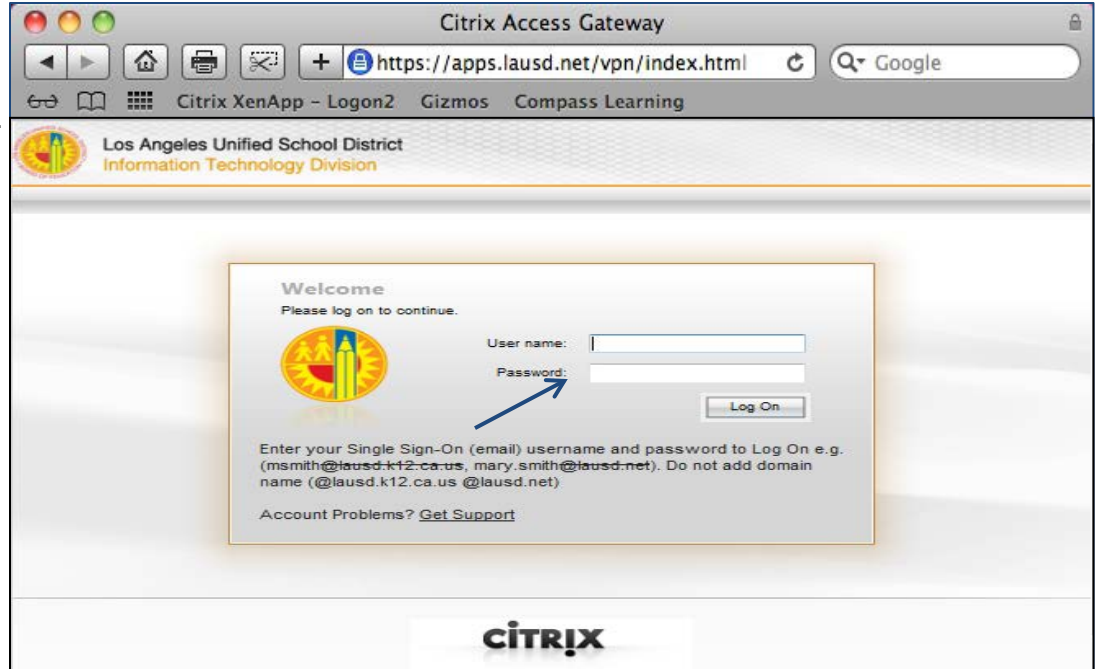 Citrix Access Gateway
https://apps.lausd.net/vpn/index.html
Google
Citrix XenApp – Logon2 Gizmos Compass Learning
Los Angeles Unified School District
Information Technology Division
Welcome
Please log on to continue.
User name:
Password:
Log On
Enter your Single Sign-On (email) username and password to Log On e.g.
(msmith@lausd.k12.ca.us, mary.smith@lausd.net). Do not add domain
name (@lausd.k12.ca.us @lausd.net)
Account Problems? Get Support
CİTRIX